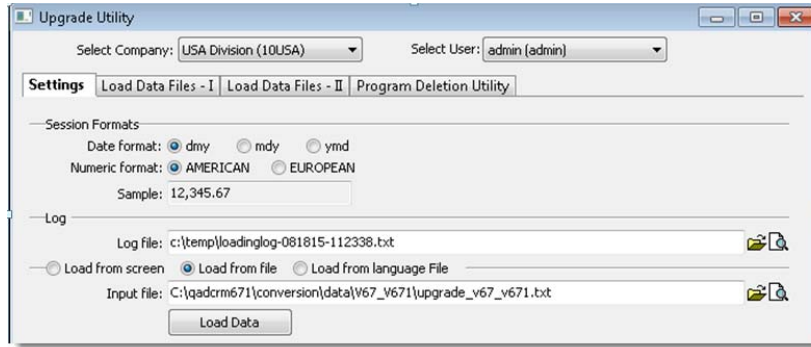 Upgrade Utility
Select Company: USA Division (10USA) Select User: admin (admin)
Settings Load Data Files - I Load Data Files - II Program Deletion Utility
Session Formats
Date format: dmy mdy ymd
Numeric format: AMERICAN EUROPEAN
Sample: 12,345.67
Log
Log file: c:\temp\loadinglog-081815-112338.txt
Load from screen Load from file Load from language File
Input file: C:\qadcrm671\conversion\data\V67_V671\upgrade_v67_v671.txt
Load Data